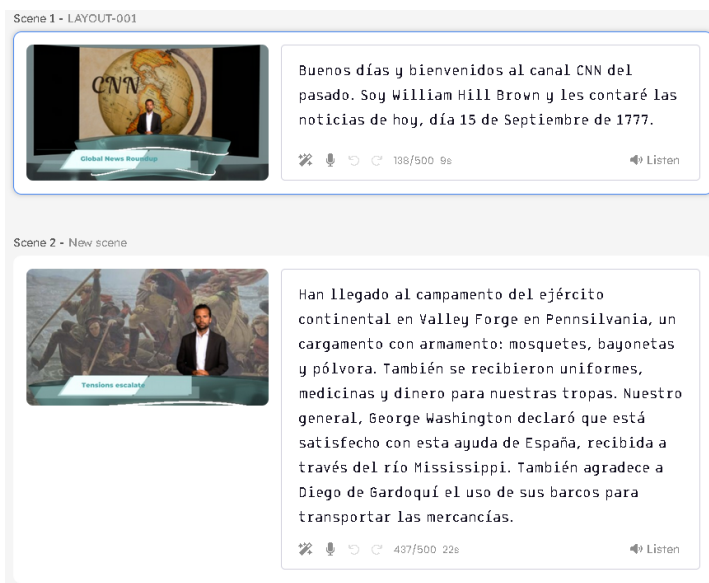 Scene 1 - LAYOUT-001
CNN
Global News Roundup
Buenos días y bienvenidos al canal CNN del
pasado. Soy William Hill Brown y les contaré las
noticias de hoy, día 15 de Septiembre de 1777.
138/500 9s
Listen
Scene 2 - New scene
Tensions escalate
Han llegado al campamento del ejército
continental en Valley Forge en Pennsilvania, un
cargamento con armamento: mosquetes, bayonetas
y pólvora. También se recibieron uniformes,
medicinas y dinero para nuestras tropas. Nuestro
general, George Washington declaró que está
satisfecho con esta ayuda de España, recibida a
través del río Mississippi. También agradece a
Diego de Gardoquí el uso de sus barcos para
transportar las mercancías.
437/500 22s
Listen